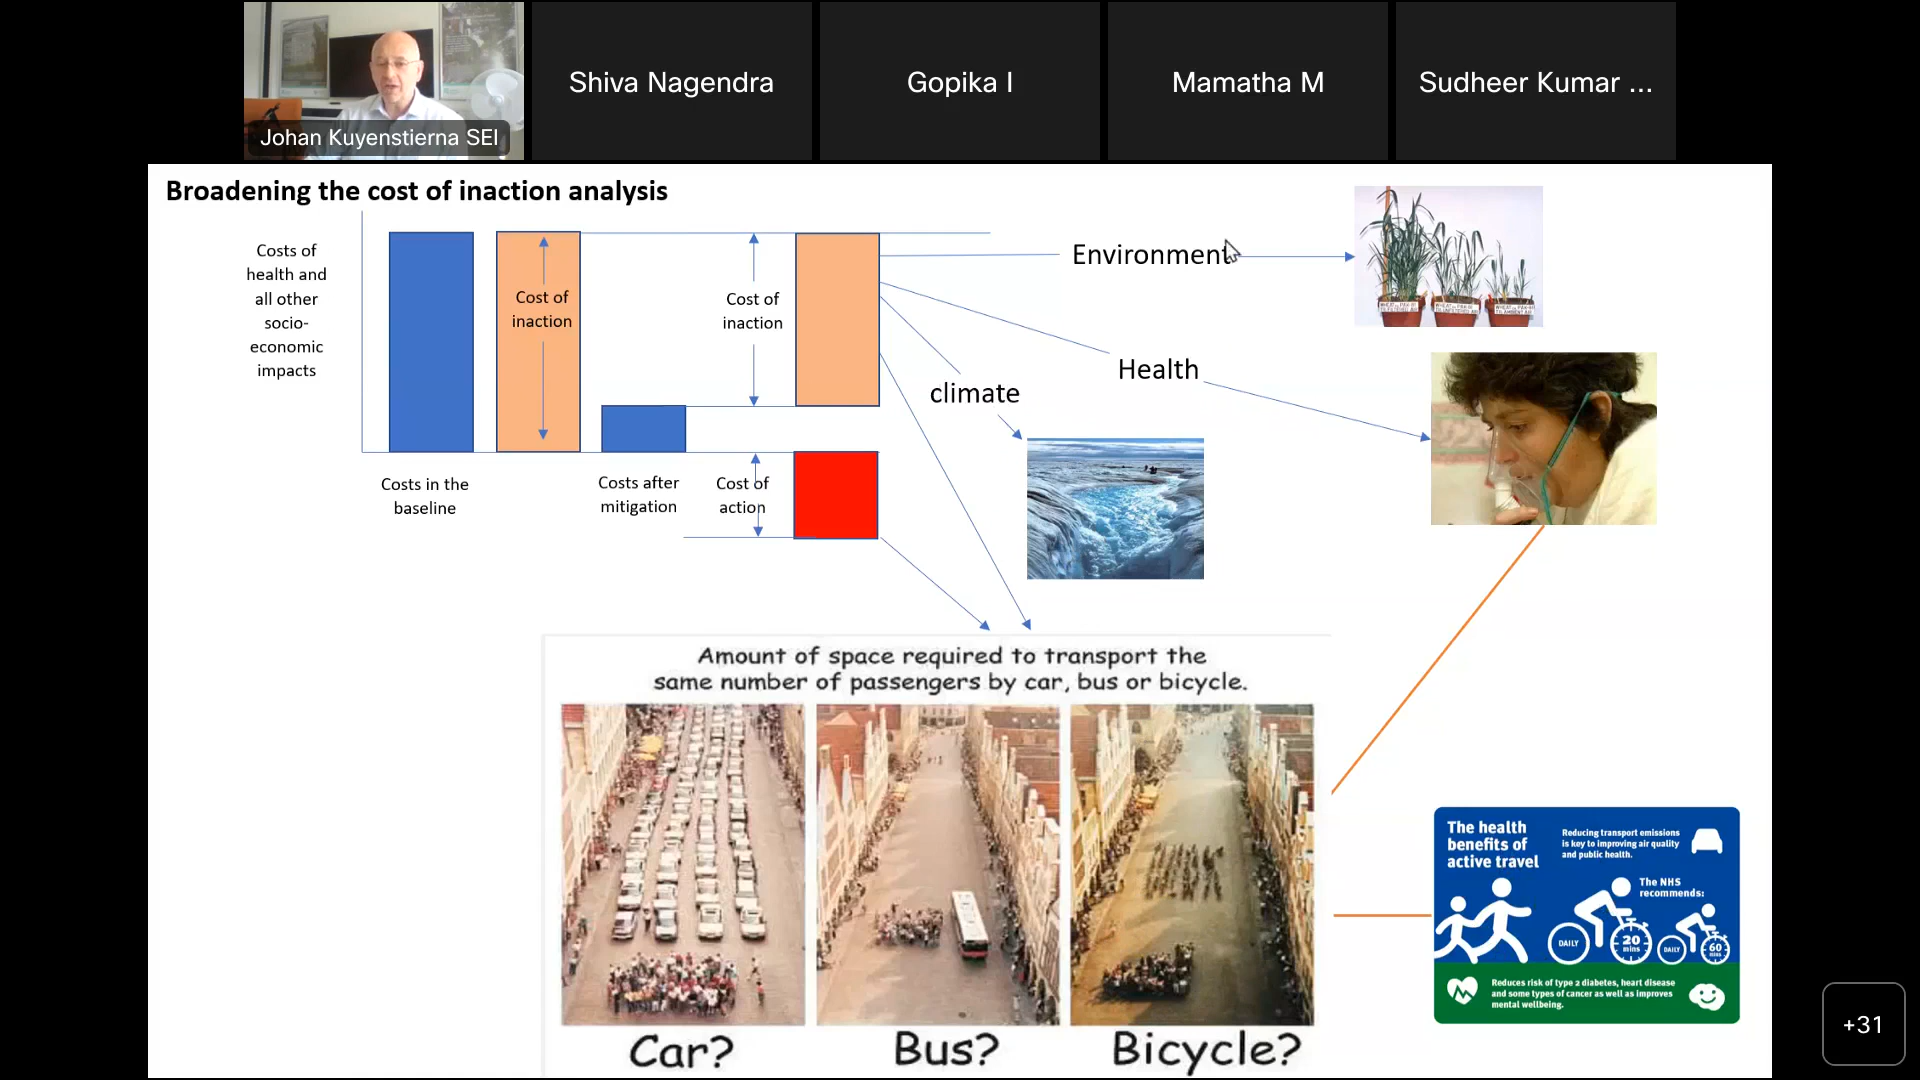 Shiva Nagendra
Gopika I
Mamatha M
Sudheer Kumar ...
Johan Kuyenstierna SEI
Broadening the cost of inaction analysis
Costs of
health and
all other
socio-
economic
impacts
Cost of
inaction
Cost of
inaction
Environment
Health
climate
Costs in the
baseline
Costs after
mitigation
Cost of
action
Amount of space required to transport the
same number of passengers by car, bus or bicycle.
Car?
Bus?
Bicycle?
The health
benefits of
active travel
Reducing transport emissions
is key to improving air quality
and public health.
The NHS
recommends:
DAILY
20
mins
DAILY
60
mins
Reduces risk of type 2 diabetes, heart disease
and some types of cancer as well as improves
mental wellbeing.
+31